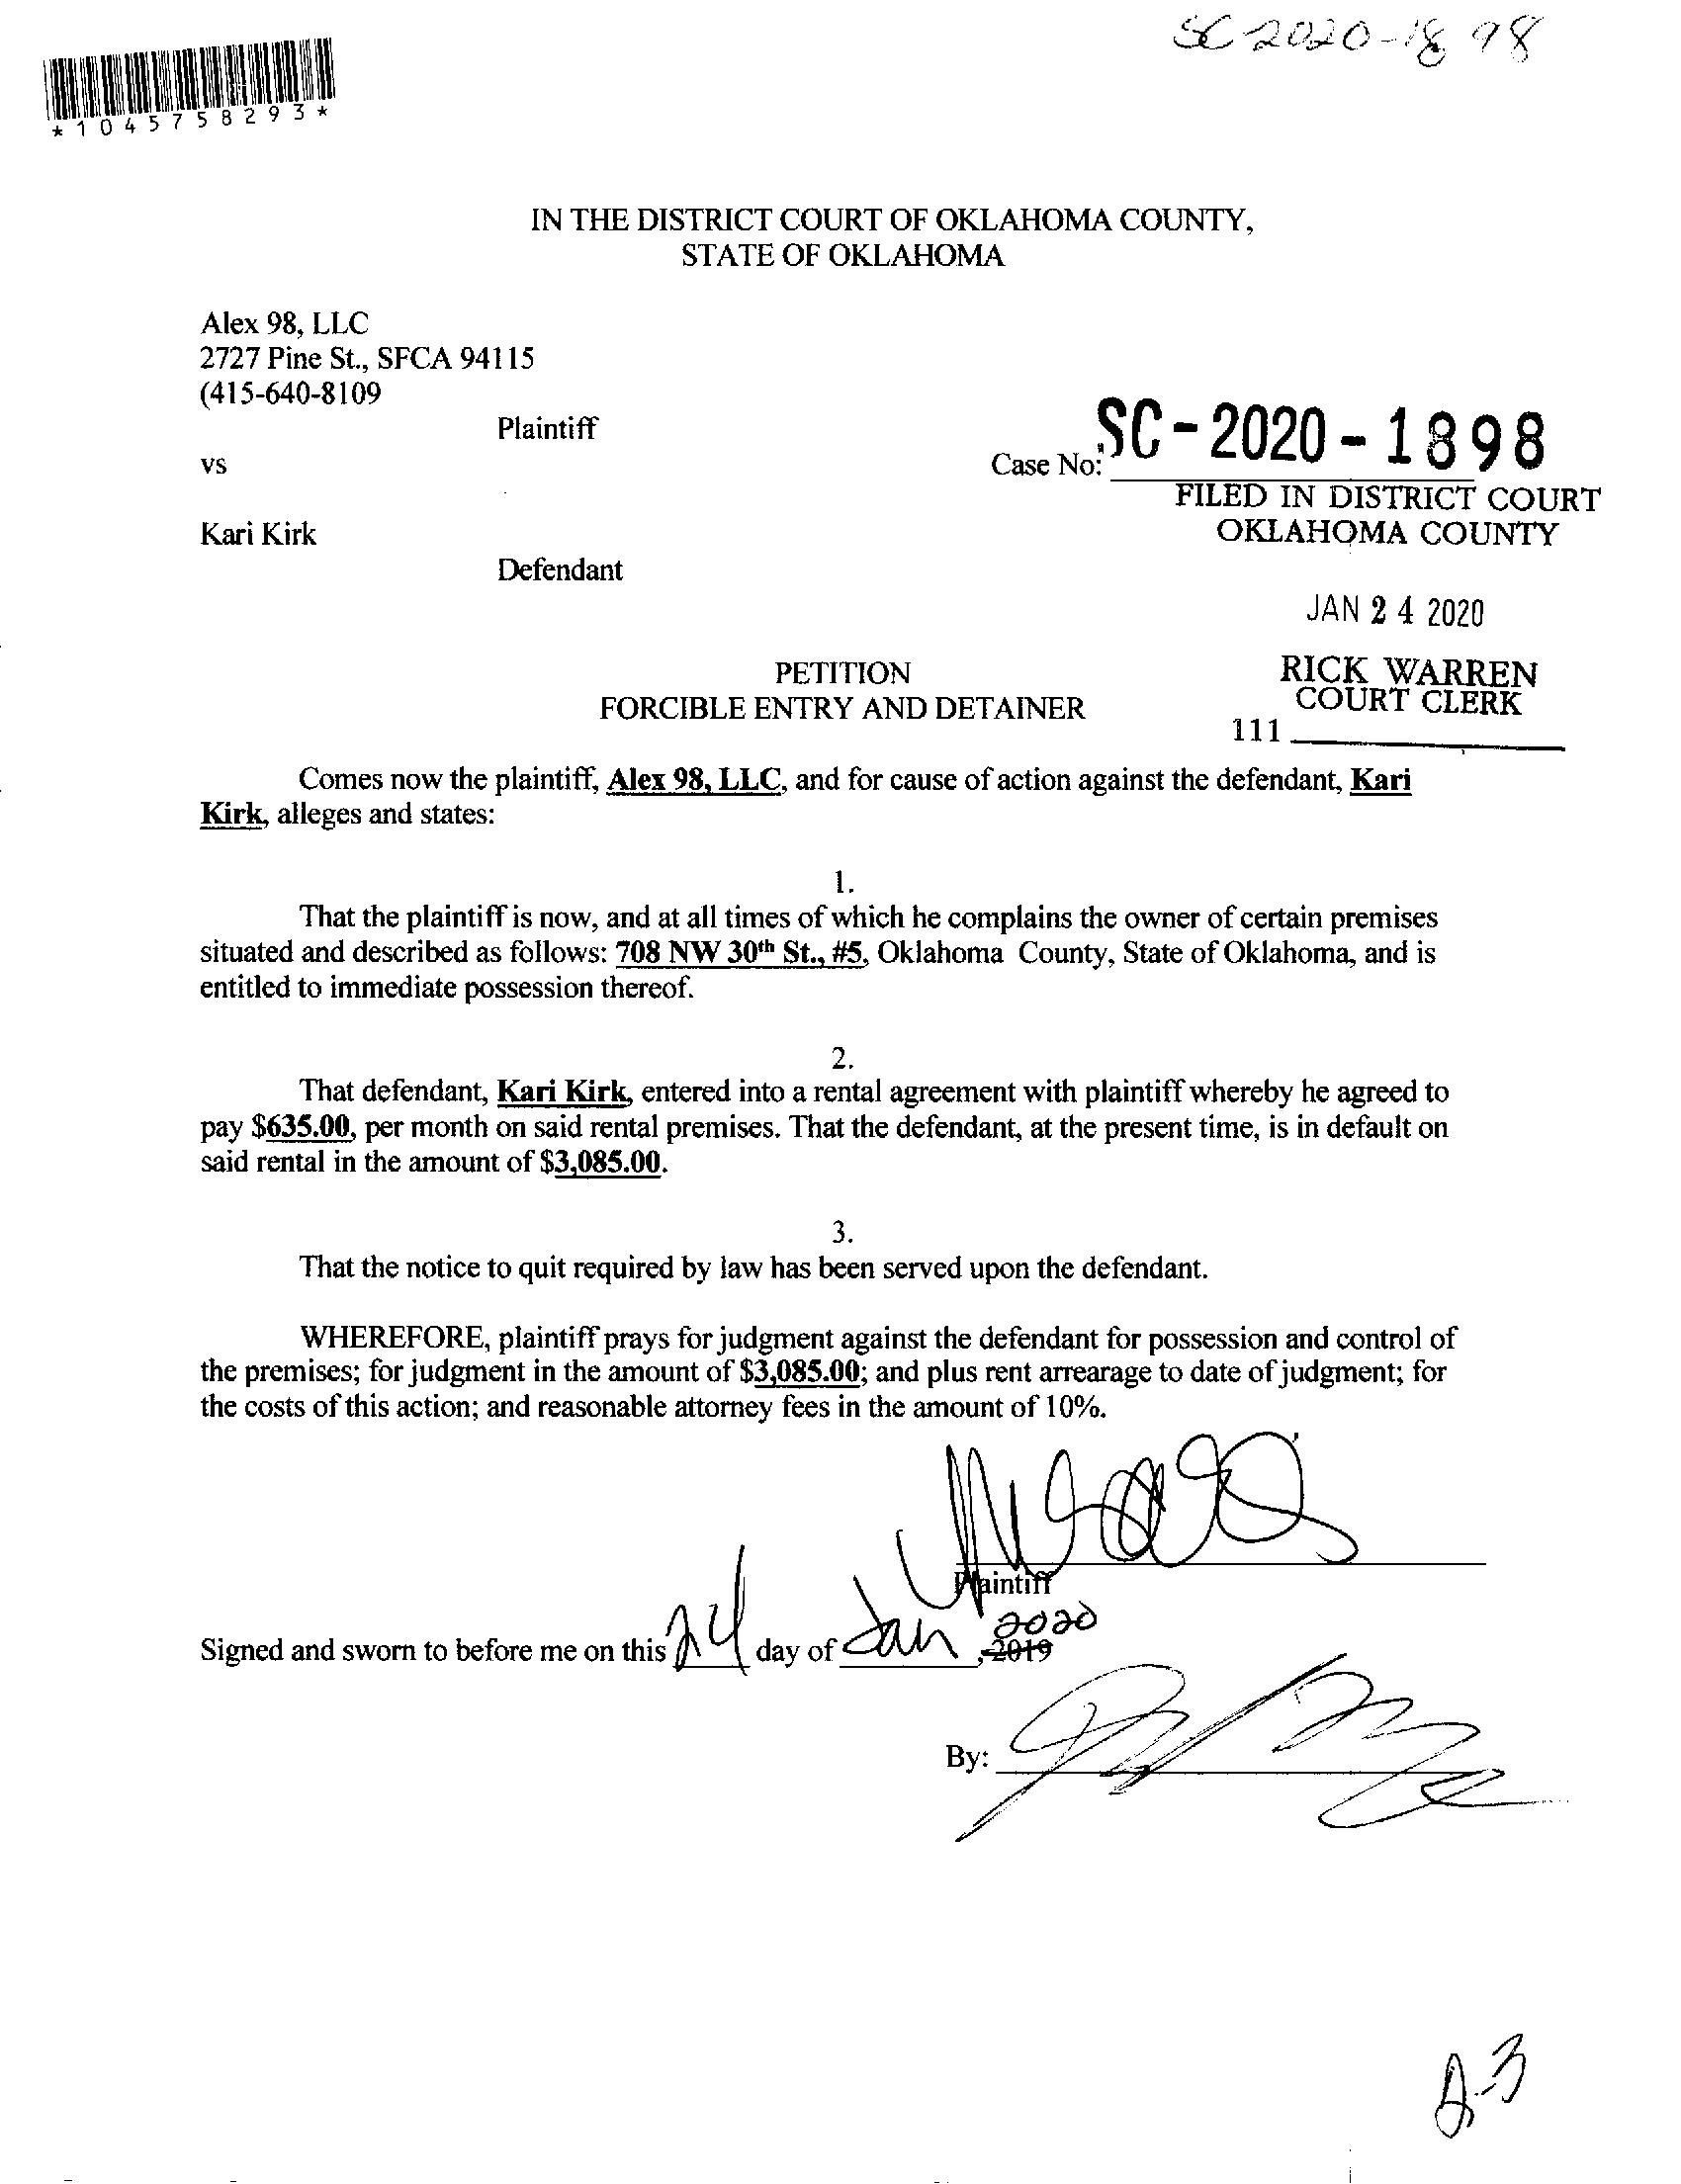 SC-2020-1898
*1045758293*
IN THE DISTRICT COURT OF OKLAHOMA COUNTY,
STATE OF OKLAHOMA
Alex 98, LLC
2727 Pine St., SFCA 94115
(415-640-8109
Plaintiff
vs
Case No: SC-2020-1898
FILED IN DISTRICT COURT
OKLAHOMA COUNTY
Kari Kirk
Defendant
JAN 24 2020
RICK WARREN
COURT CLERK
111
PETITION
FORCIBLE ENTRY AND DETAINER
Comes now the plaintiff, Alex 98, LLC, and for cause of action against the defendant, Kari
Kirk, alleges and states:
1.
That the plaintiff is now, and at all times of which he complains the owner of certain premises
situated and described as follows: 708 NW 30th St., #5, Oklahoma County, State of Oklahoma, and is
entitled to immediate possession thereof.
2.
That defendant, Kari Kirk, entered into a rental agreement with plaintiff whereby he agreed to
pay $635.00, per month on said rental premises. That the defendant, at the present time, is in default on
said rental in the amount of $3,085.00.
3.
That the notice to quit required by law has been served upon the defendant.
WHEREFORE, plaintiff prays for judgment against the defendant for possession and control of
the premises; for judgment in the amount of $3,085.00; and plus rent arrearage to date of judgment; for
the costs of this action; and reasonable attorney fees in the amount of 10%.
Plaintiff
2020
Signed and sworn to before me on this 24 day of Jan, 2019
By:
A-3